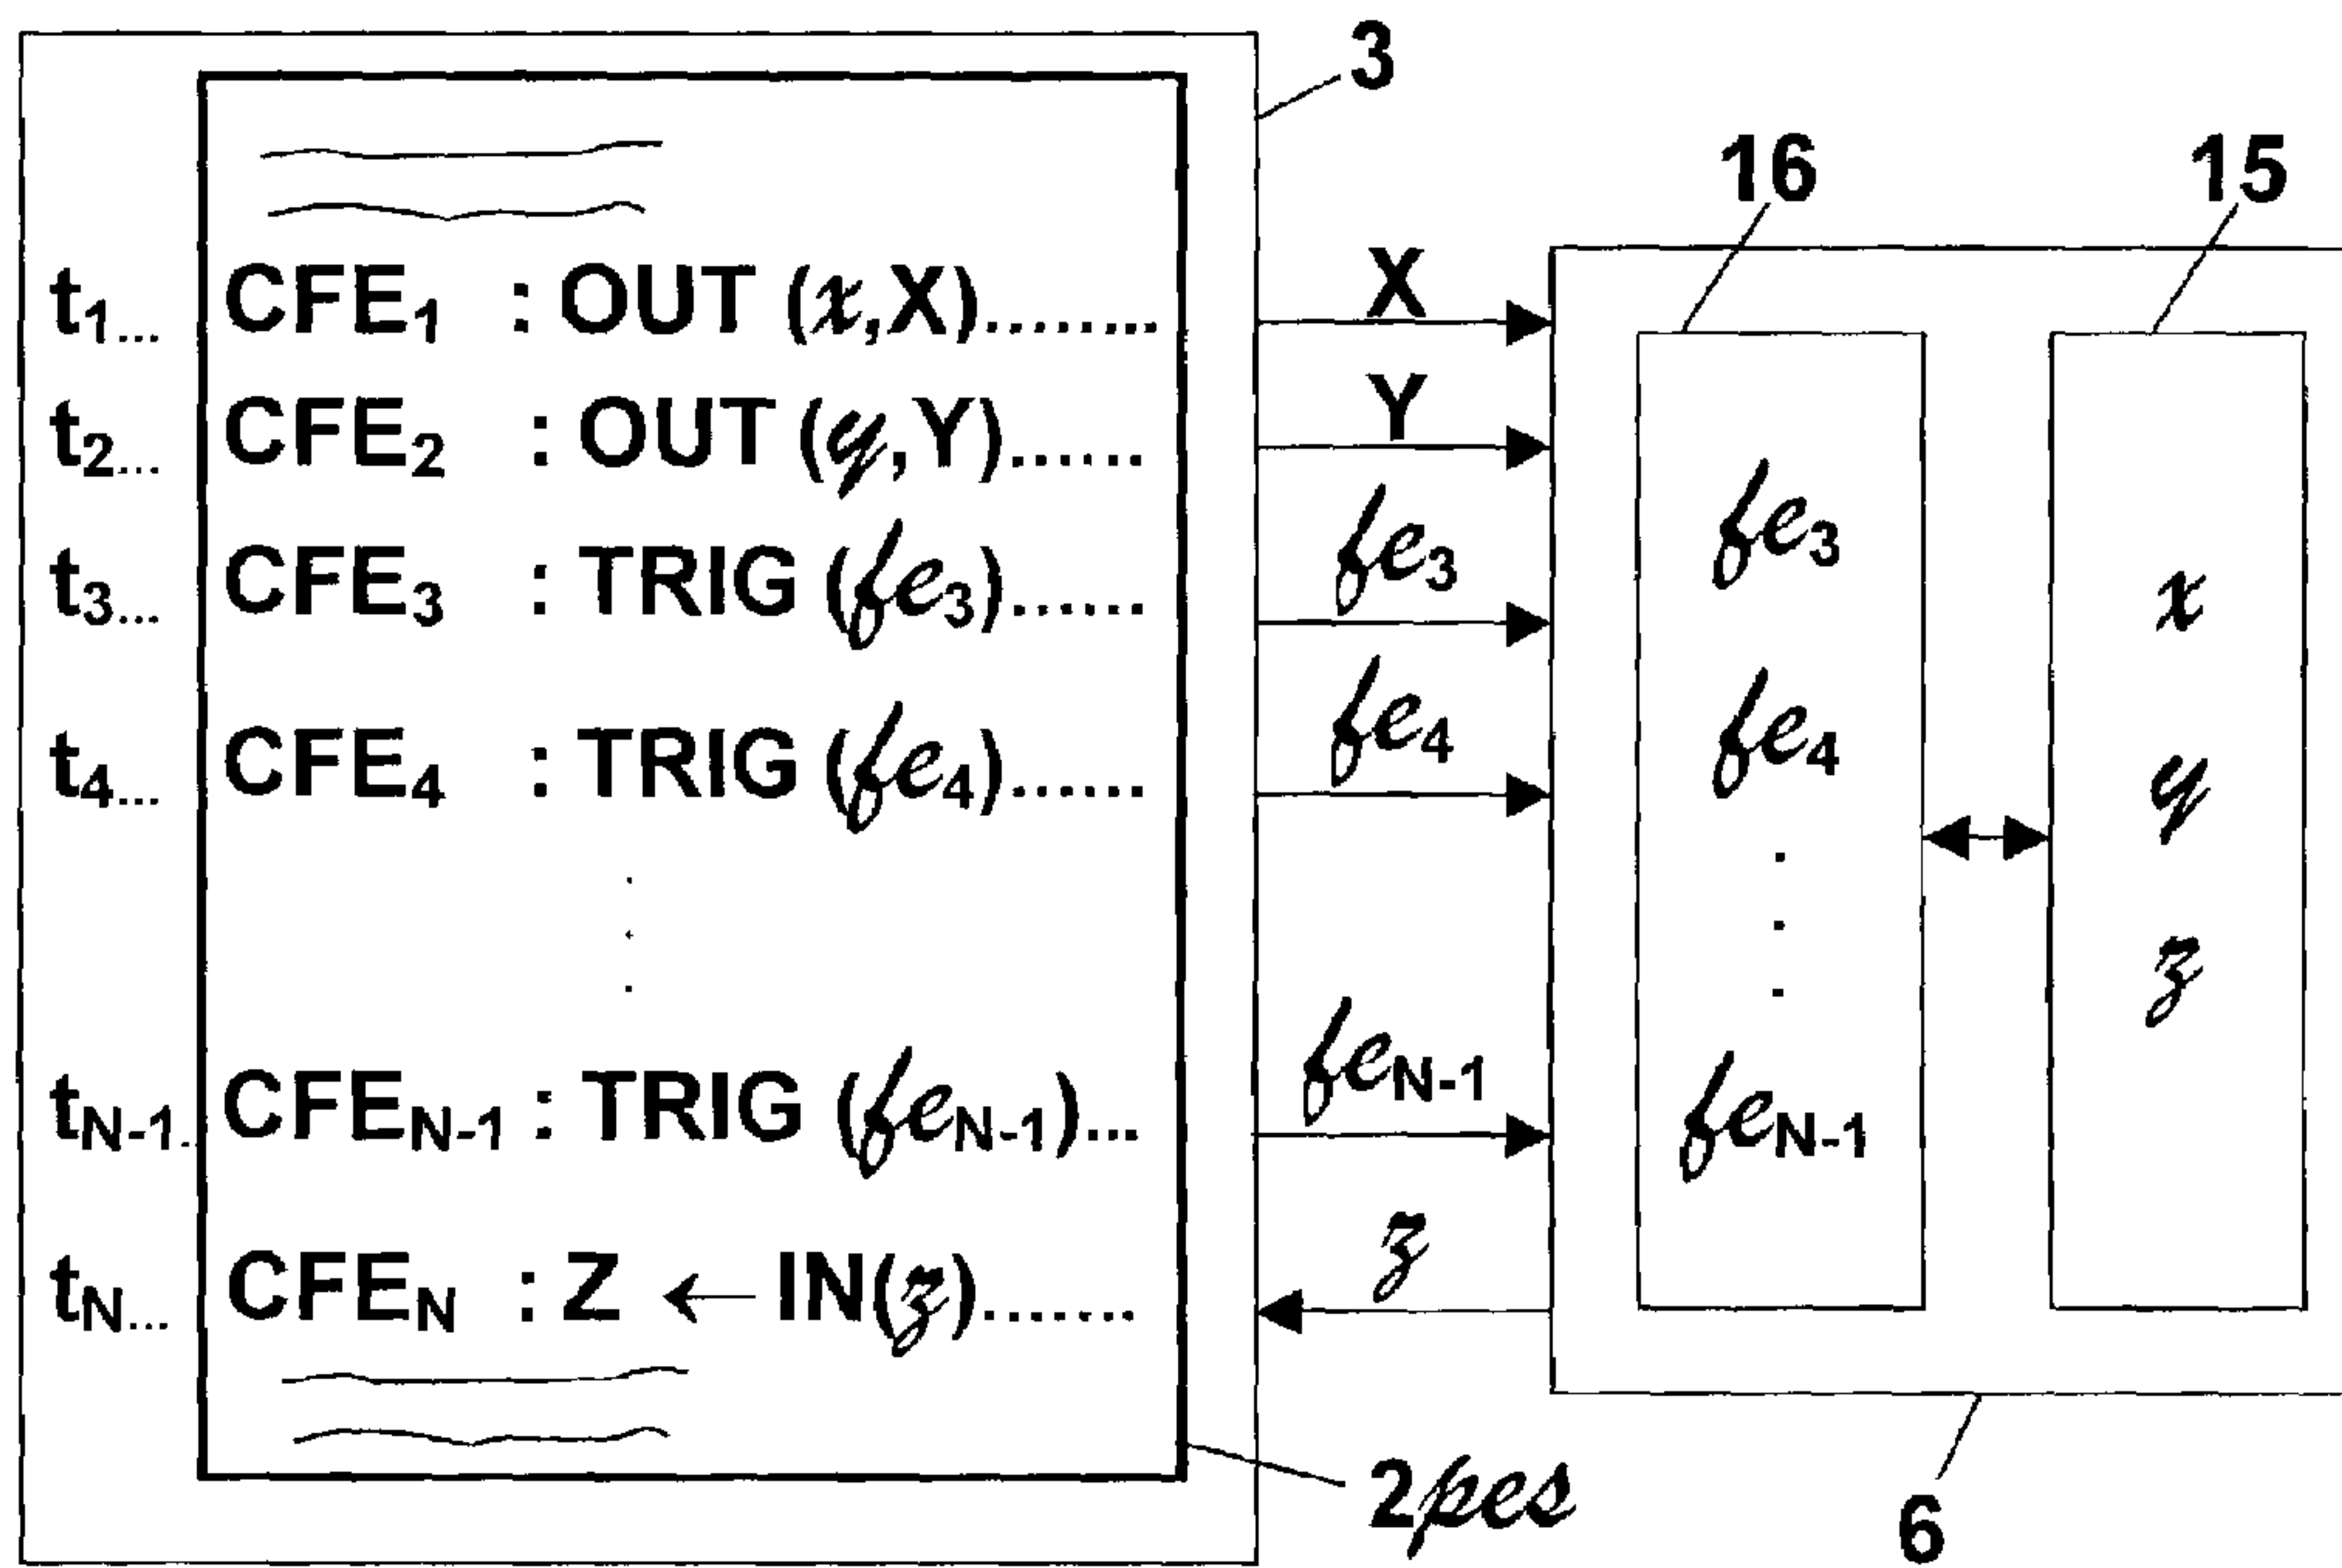 3
16 15
t1... CFE1 : OUT (x,X)......... X
t2... CFE2 : OUT (y,Y)...... Y
t3... CFE3 : TRIG (fe3)...... fe3 fe3
x
t4... CFE4 : TRIG (fe4)...... fe4 fe4
y
z
tN-1.. CFEN-1 : TRIG (feN-1)... feN-1 feN-1
tN... CFEN : Z ← IN(z)....... z
2pes
6